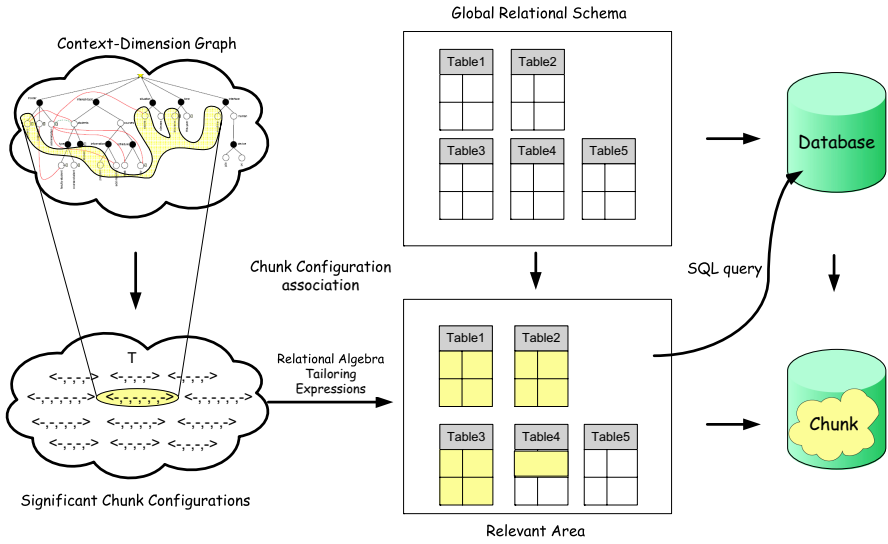 Global Relational Schema
Context-Dimension Graph
Table1
Table2
Table3
Table4
Table5
Database
Chunk Configuration
association
SQL query
T
<-,-,-> <-,-,-> <-,-,->
Relational Algebra
Tailoring
Expressions
Table1
Table2
Table3
Table4
Table5
Chunk
Significant Chunk Configurations
Relevant Area